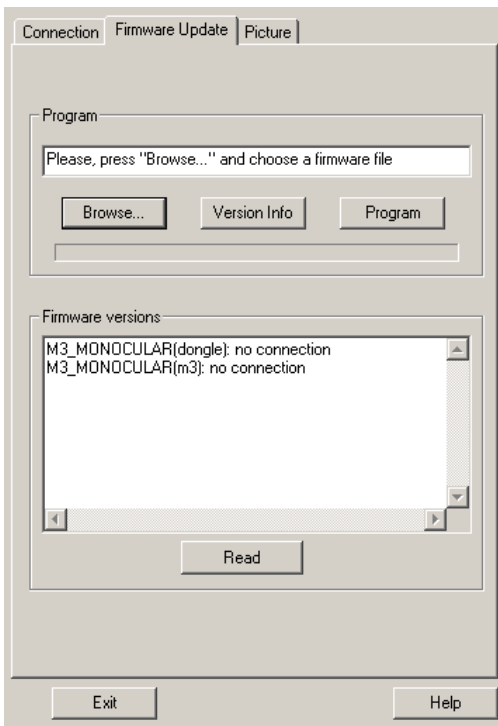 Connection Firmware Update Picture
Program
Please, press "Browse..." and choose a firmware file
Browse... Version Info Program
Firmware versions
M3_MONOCULAR(dongle): no connection
M3_MONOCULAR(m3): no connection
Read
Exit Help